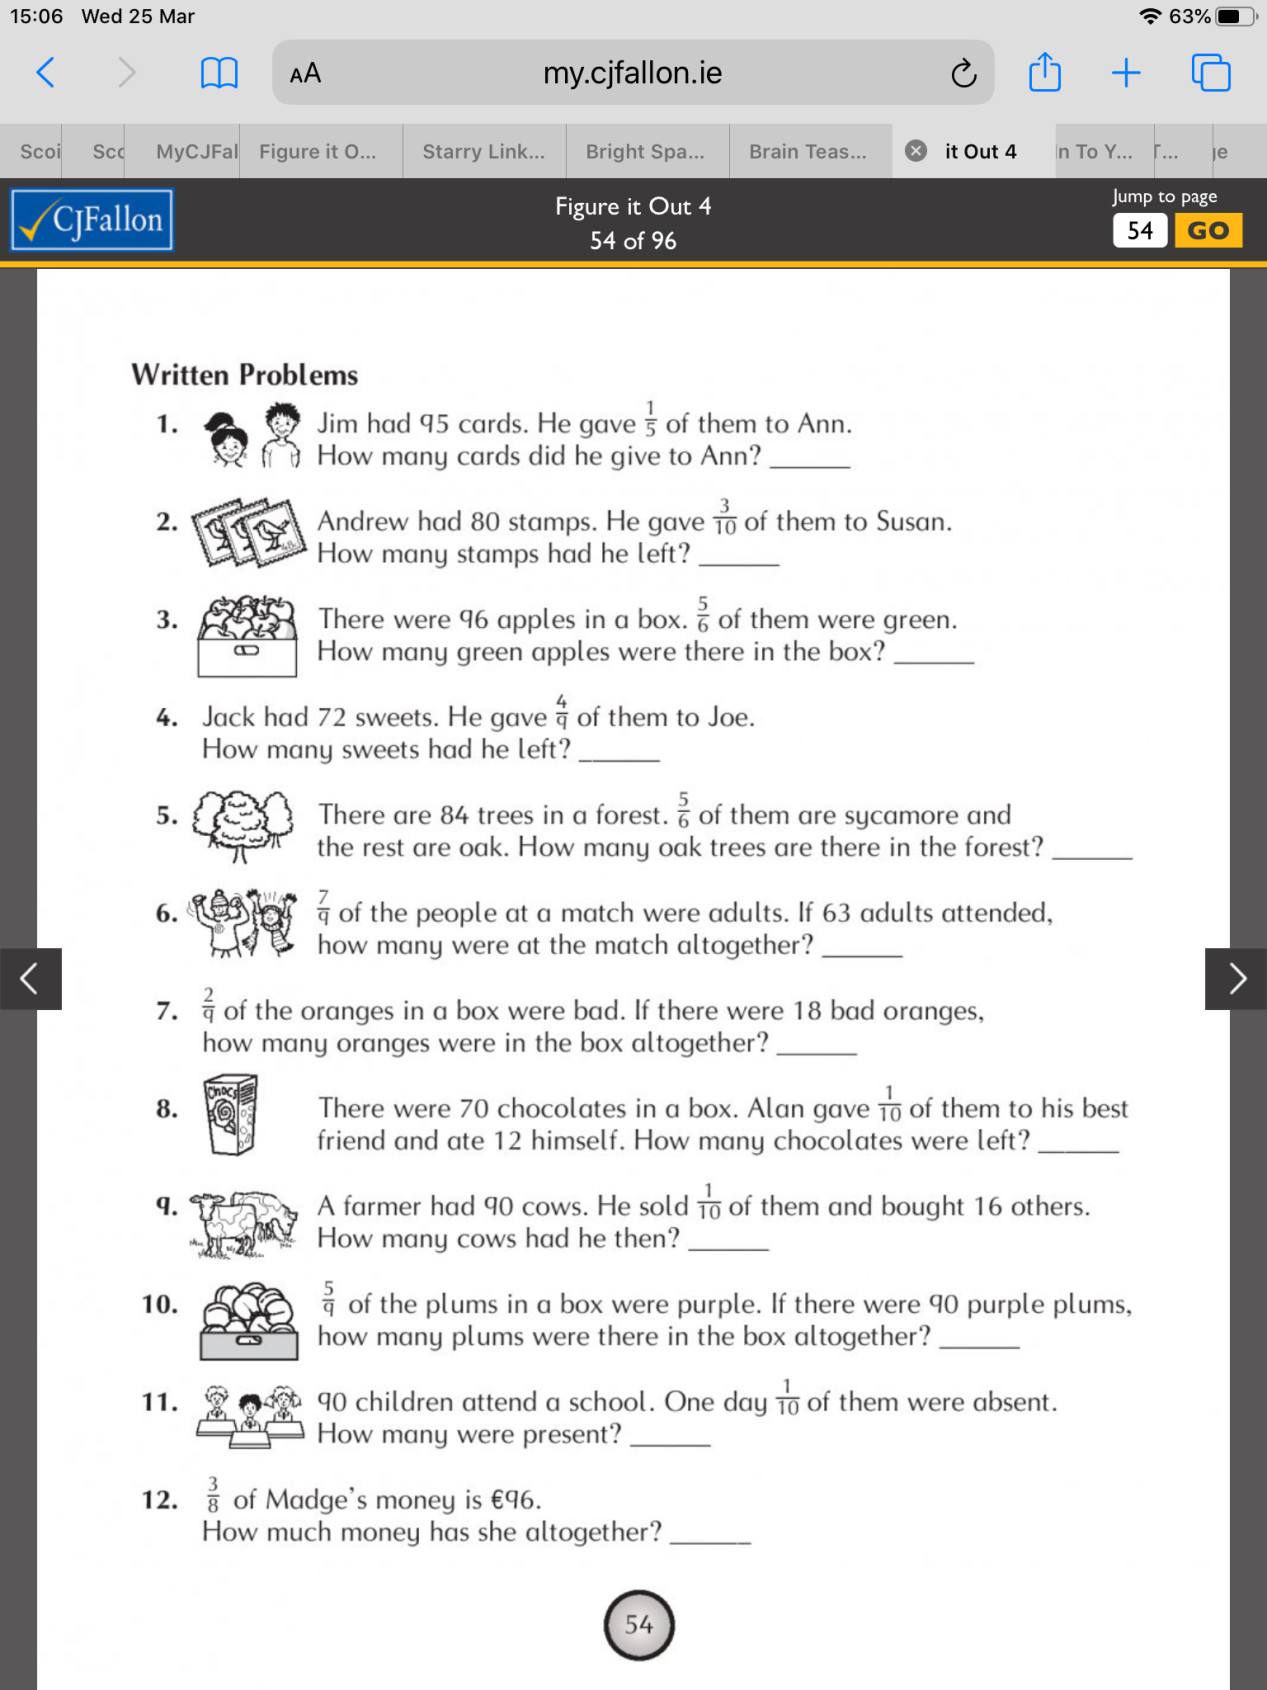 15:06 Wed 25 Mar
63%
AA
my.cjfallon.ie
Scoi
Sco
MyCJFal
Figure it O...
Starry Link...
Bright Spa...
Brain Teas...
it Out 4
In To Y...
T...
CJFallon
Figure it Out 4
54 of 96
Jump to page
54 GO
Written Problems
1. Jim had 95 cards. He gave 1/5 of them to Ann.
How many cards did he give to Ann? ______
2. Andrew had 80 stamps. He gave 3/10 of them to Susan.
How many stamps had he left? ______
3. There were 96 apples in a box. 5/6 of them were green.
How many green apples were there in the box? ______
4. Jack had 72 sweets. He gave 4/9 of them to Joe.
How many sweets had he left? ______
5. There are 84 trees in a forest. 5/6 of them are sycamore and
the rest are oak. How many oak trees are there in the forest? ______
6. 7/9 of the people at a match were adults. If 63 adults attended,
how many were at the match altogether? ______
7. 2/9 of the oranges in a box were bad. If there were 18 bad oranges,
how many oranges were in the box altogether? ______
Chocs
8. There were 70 chocolates in a box. Alan gave 1/10 of them to his best
friend and ate 12 himself. How many chocolates were left? ______
9. A farmer had 90 cows. He sold 1/10 of them and bought 16 others.
How many cows had he then? ______
10. 5/9 of the plums in a box were purple. If there were 90 purple plums,
how many plums were there in the box altogether? ______
11. 90 children attend a school. One day 1/10 of them were absent.
How many were present? ______
12. 3/8 of Madge's money is €96.
How much money has she altogether? ______
54